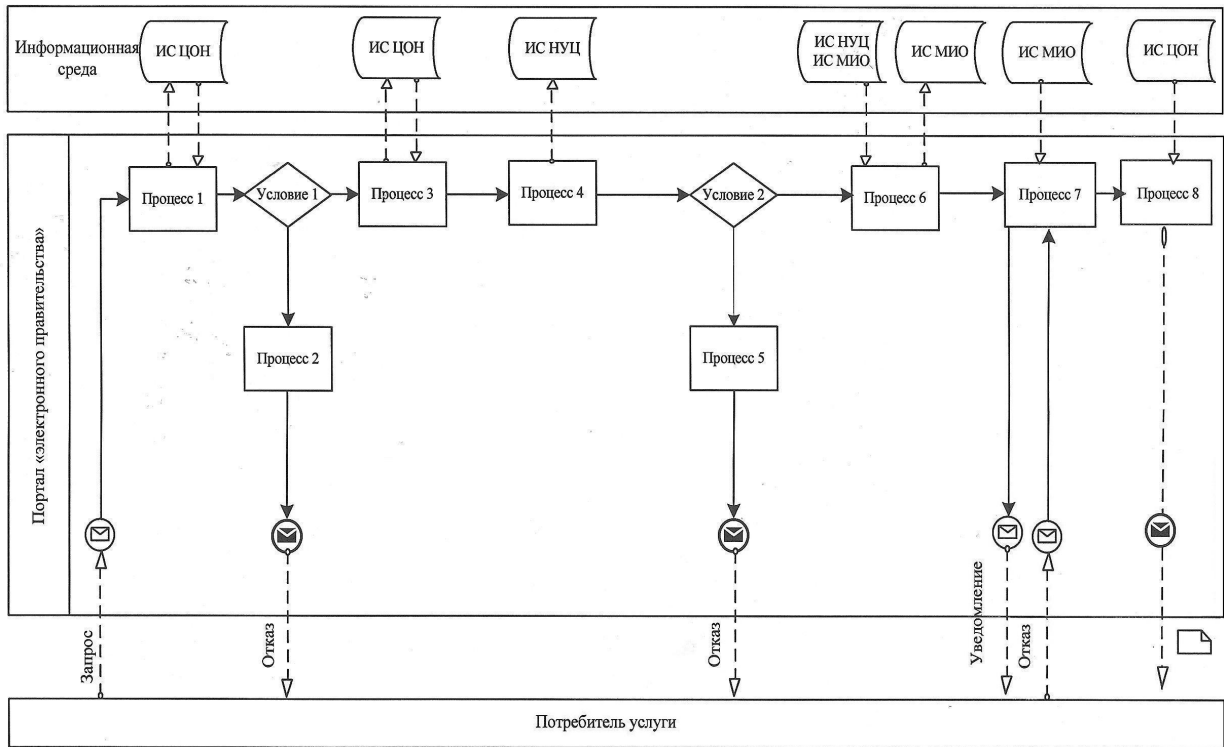 Информационная
среда
ИС ЦОН
ИС ЦОН
ИС НУЦ
ИС НУЦ
ИС МИО
ИС МИО
ИС МИО
ИС ЦОН
Портал «электронного правительства»
Процесс 1
Условие 1
Процесс 3
Процесс 4
Условие 2
Процесс 6
Процесс 7
Процесс 8
Процесс 2
Процесс 5
Запрос
Отказ
Отказ
Уведомление
Отказ
Потребитель услуги